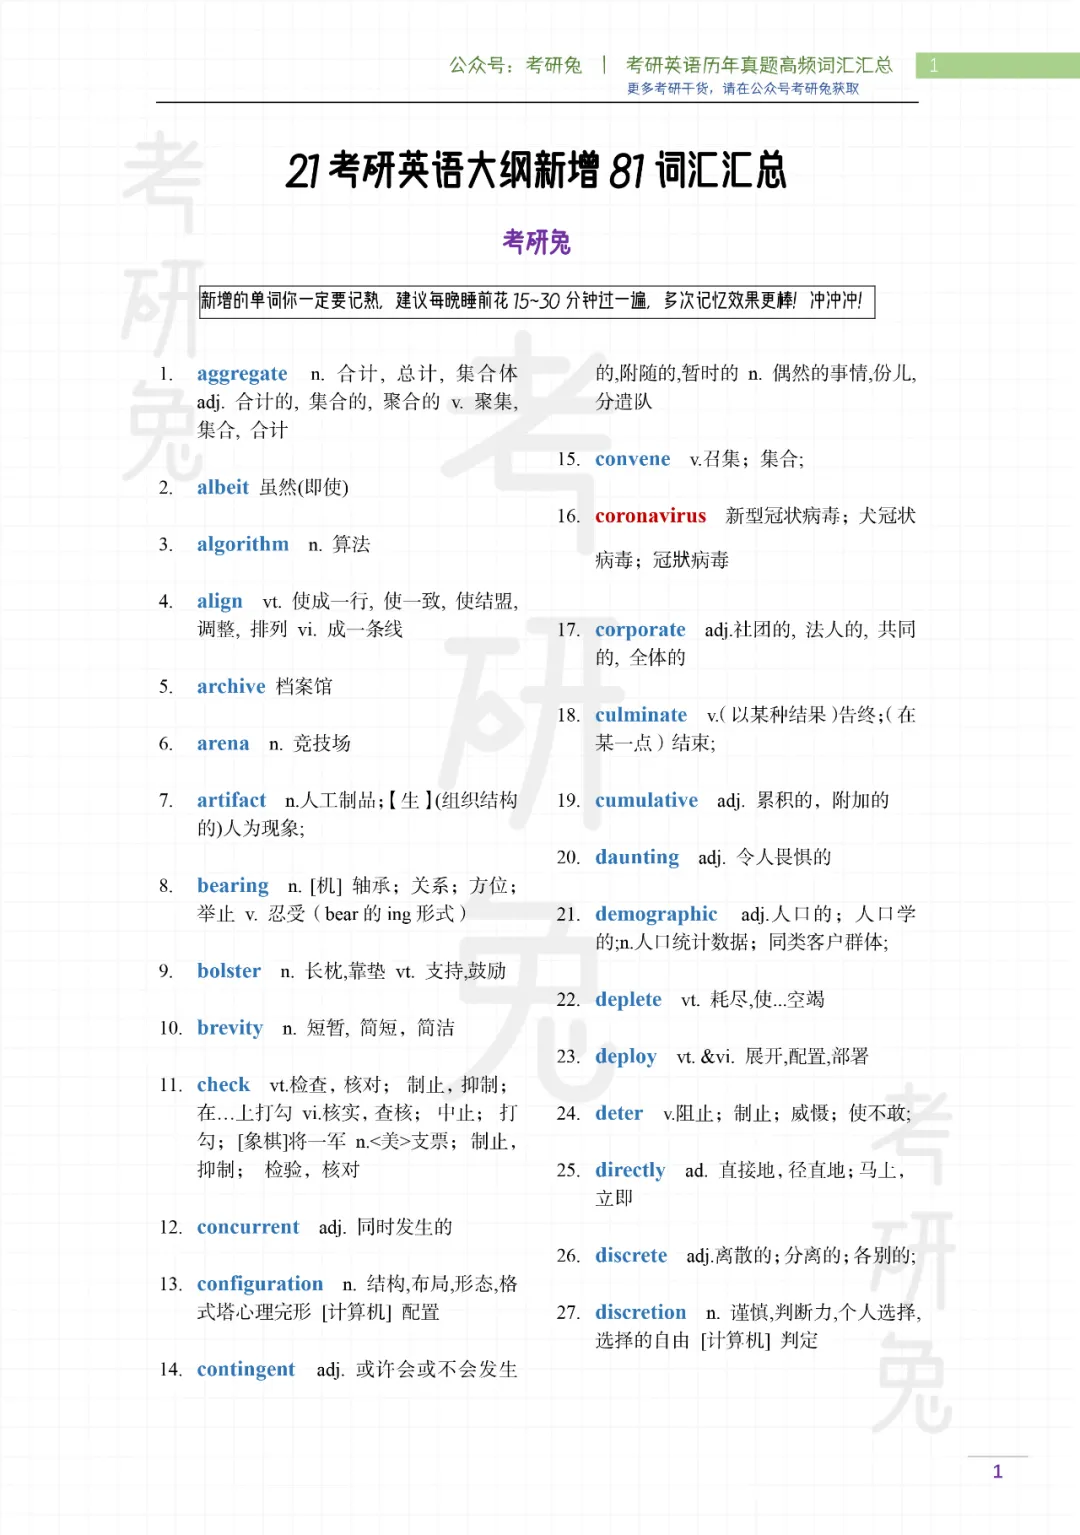 公众号：考研兔 | 考研英语历年真题高频词汇汇总 1
更多考研干货，请在公众号考研兔获取
21考研英语大纲新增81词汇汇总
考研兔
新增的单词你一定要记熟，建议每晚睡前花15~30分钟过一遍，多次记忆效果更棒！冲冲冲！
1. aggregate n. 合计, 总计, 集合体
adj. 合计的, 集合的, 聚合的 v. 聚集,
集合, 合计
2. albeit 虽然(即使)
3. algorithm n. 算法
4. align vt. 使成一行, 使一致, 使结盟,
调整, 排列 vi. 成一条线
5. archive 档案馆
6. arena n. 竞技场
7. artifact n.人工制品;【生】(组织结构
的)人为现象;
8. bearing n. [机] 轴承；关系；方位；
举止 v. 忍受（bear 的 ing 形式）
9. bolster n. 长枕,靠垫 vt. 支持,鼓励
10. brevity n. 短暂, 简短，简洁
11. check vt.检查，核对； 制止，抑制；
在…上打勾 vi.核实，查核； 中止； 打
勾；[象棋]将一军 n.<美>支票；制止，
抑制； 检验，核对
12. concurrent adj. 同时发生的
13. configuration n. 结构,布局,形态,格
式塔心理完形 [计算机] 配置
14. contingent adj. 或许会或不会发生
的,附随的,暂时的 n. 偶然的事情,份儿,
分遣队
15. convene v.召集；集合;
16. coronavirus 新型冠状病毒；犬冠状
病毒；冠狀病毒
17. corporate adj.社团的, 法人的, 共同
的, 全体的
18. culminate v.（以某种结果）告终;（在
某一点）结束;
19. cumulative adj. 累积的，附加的
20. daunting adj. 令人畏惧的
21. demographic adj.人口的；人口学
的;n.人口统计数据；同类客户群体;
22. deplete vt. 耗尽,使...空竭
23. deploy vt. &vi. 展开,配置,部署
24. deter v.阻止；制止；威慑；使不敢;
25. directly ad. 直接地，径直地；马上，
立即
26. discrete adj.离散的；分离的；各别的;
27. discretion n. 谨慎,判断力,个人选择,
选择的自由 [计算机] 判定
考研兔
考研兔
考研兔
1